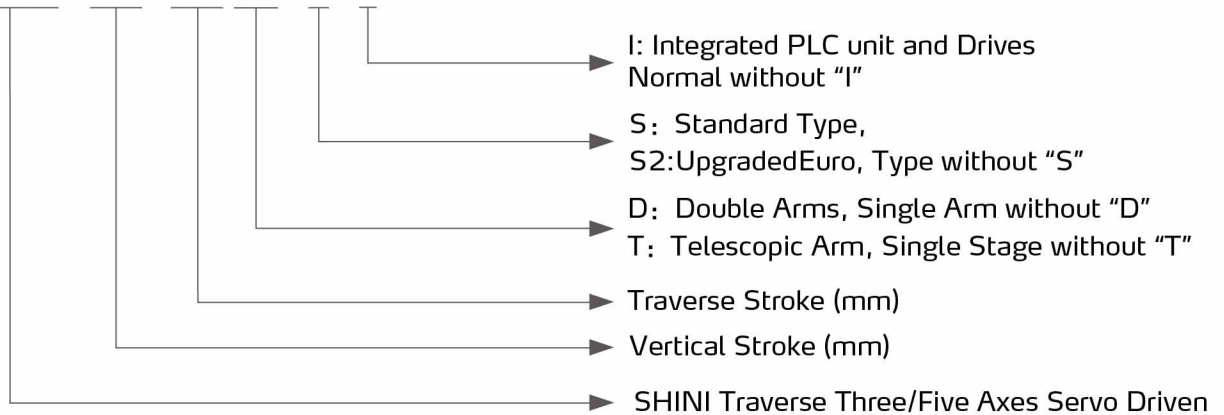 I: Integrated PLC unit and Drives
Normal without “I”
S: Standard Type,
S2:UpgradedEuro, Type without “S”
D: Double Arms, Single Arm without “D”
T: Telescopic Arm, Single Stage without “T”
Traverse Stroke (mm)
Vertical Stroke (mm)
SHINI Traverse Three/Five Axes Servo Driven